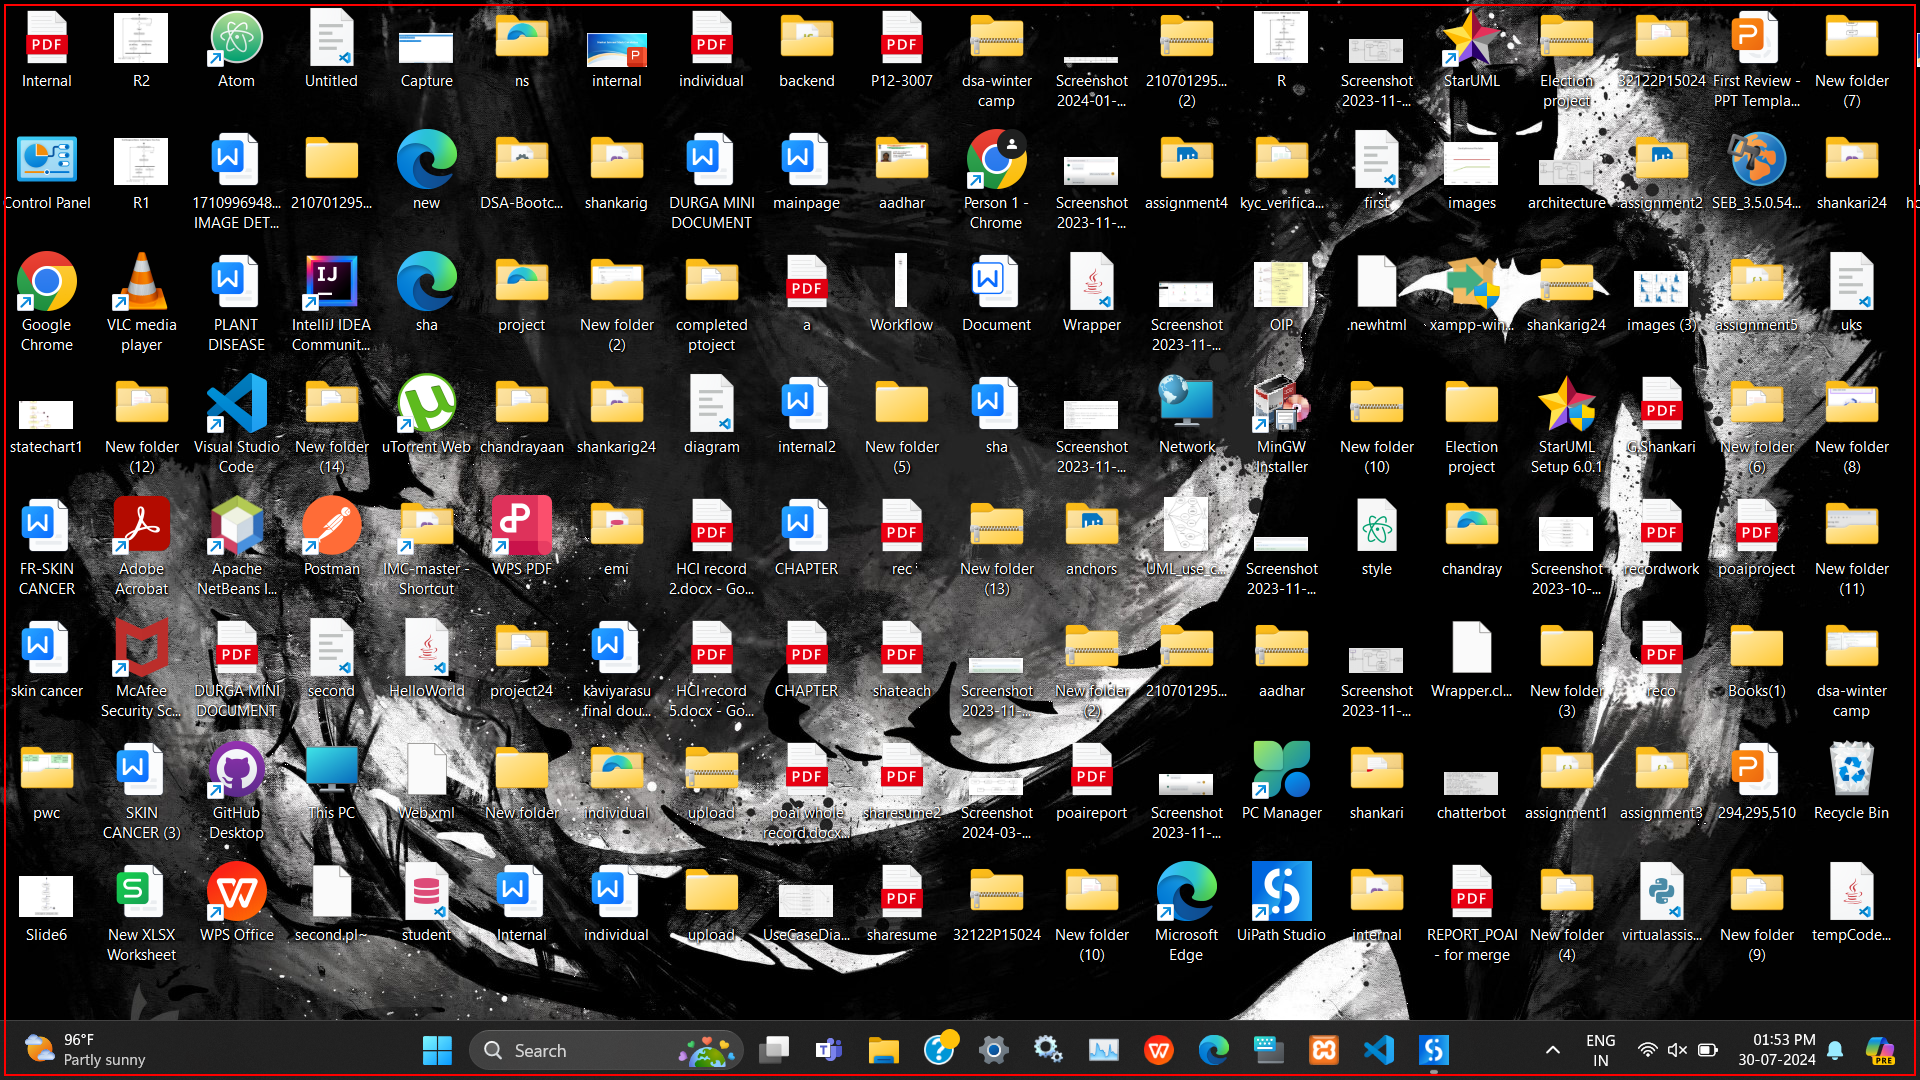 Internal
R2
Atom
Untitled
Capture
ns
internal
individual
backend
P12-3007
dsa-winter
camp
Screenshot
2024-01-...
210701295...
(2)
R
Screenshot
2023-11-...
StarUML
Election
project
32122P15024
First Review -
PPT Templa...
New folder
(7)
Control Panel
R1
1710996948...
IMAGE DET...
210701295...
new
DSA-Bootc...
shankarig
DURGA MINI
DOCUMENT
mainpage
aadhar
Person 1 -
Chrome
Screenshot
2023-11-...
assignment4
kyc_verifica...
first
images
architecture
assignment2
SEB_3.5.0.54...
shankari24
Google
Chrome
VLC media
player
PLANT
DISEASE
IntelliJ IDEA
Communit...
sha
project
New folder
(2)
completed
ptoject
a
Workflow
Document
Wrapper
Screenshot
2023-11-...
OIP
.newhtml
xampp-win...
shankarig24
images (3)
assignment5
uks
statechart1
New folder
(12)
Visual Studio
Code
New folder
(14)
uTorrent Web
chandrayaan
shankarig24
diagram
internal2
New folder
(5)
sha
Screenshot
2023-11-...
Network
MinGW
Installer
New folder
(10)
Election
project
StarUML
Setup 6.0.1
G.Shankari
New folder
(6)
New folder
(8)
FR-SKIN
CANCER
Adobe
Acrobat
Apache
NetBeans I...
Postman
IMC-master -
Shortcut
WPS PDF
emi
HCI record
2.docx - Go...
CHAPTER
rec
New folder
(13)
anchors
UML_use_c...
Screenshot
2023-11-...
style
chandray
Screenshot
2023-10-...
recordwork
poaiproject
New folder
(11)
skin cancer
McAfee
Security Sc...
DURGA MINI
DOCUMENT
second
HelloWorld
project24
kaviyarasu
final dou...
HCI record
5.docx - Go...
CHAPTER
shateach
Screenshot
2023-11-...
New folder
(2)
210701295...
aadhar
Screenshot
2023-11-...
Wrapper.cl...
New folder
(3)
reco
Books(1)
dsa-winter
camp
pwc
SKIN
CANCER (3)
GitHub
Desktop
This PC
Web.xml
New folder
individual
upload
poai whole
record.docx...
sharesume2
Screenshot
2024-03-...
poaireport
Screenshot
2023-11-...
PC Manager
shankari
chatterbot
assignment1
assignment3
294,295,510
Recycle Bin
Slide6
New XLSX
Worksheet
WPS Office
second.pl~
student
Internal
individual
upload
UseCaseDia...
sharesume
32122P15024
New folder
(10)
Microsoft
Edge
UiPath Studio
internal
REPORT_POAI
- for merge
New folder
(4)
virtualassis...
New folder
(9)
tempCode...
96°F
Partly sunny
Search
ENG
IN
01:53 PM
30-07-2024